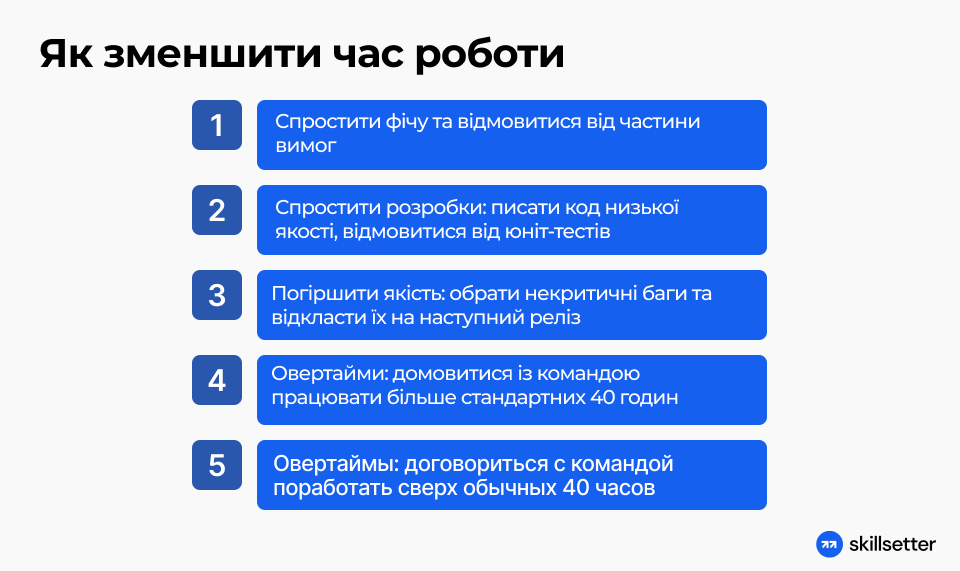 Як зменшити час роботи
1
Спростити фічу та відмовитися від частини
вимог
2
Спростити розробки: писати код низької
якості, відмовитися від юніт-тестів
3
Погіршити якість: обрати некритичні баги та
відкласти їх на наступний реліз
4
Овертайми: домовитися із командою
працювати більше стандартних 40 годин
5
Овертаймы: договориться с командой
поработать сверх обычных 40 часов
skillsetter